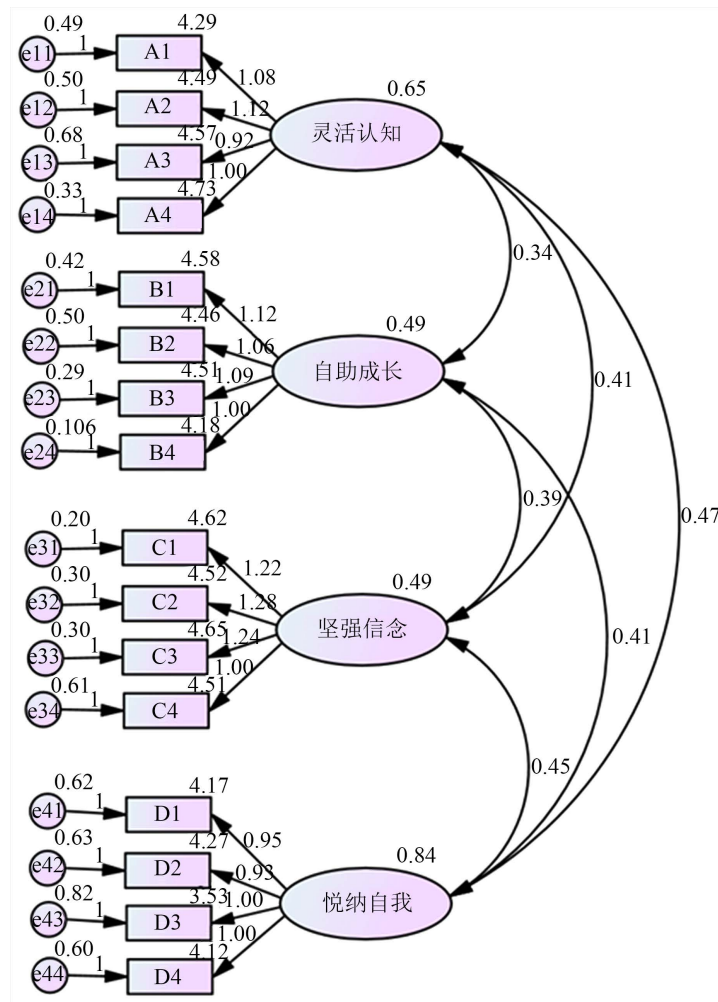 0.49
4.29
e11
1
A1
1.08
0.50
4.49
e12
1
A2
1.12
0.65
灵活认知
0.68
4.57
0.92
e13
1
A3
1.00
0.33
4.73
e14
1
A4
0.34
0.42
4.58
e21
1
B1
1.12
0.50
4.46
e22
1
B2
1.06
0.49
自助成长
0.41
0.29
4.51
1.09
e23
1
B3
1.00
0.106
4.18
e24
1
B4
0.39
0.47
0.20
4.62
e31
1
C1
1.22
0.30
4.52
e32
1
C2
1.28
0.49
坚强信念
0.41
0.30
4.65
1.24
e33
1
C3
1.00
0.61
4.51
e34
1
C4
0.45
0.62
4.17
e41
1
D1
0.95
0.63
4.27
e42
1
D2
0.93
0.84
悦纳自我
0.82
3.53
1.00
e43
1
D3
1.00
0.60
4.12
e44
1
D4